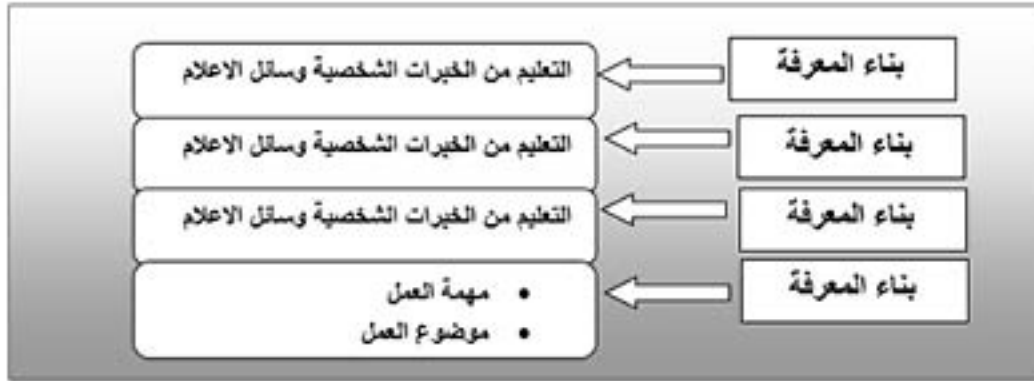 بناء المعرفة
التعليم من الخبرات الشخصية وسائل الاعلام
بناء المعرفة
التعليم من الخبرات الشخصية وسائل الاعلام
بناء المعرفة
التعليم من الخبرات الشخصية وسائل الاعلام
بناء المعرفة
• مهمة العمل
• موضوع العمل